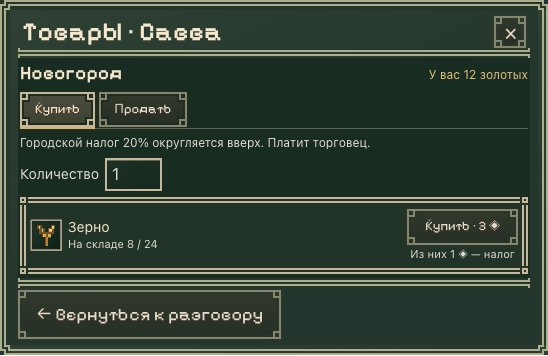 Товары · Савва
×
Новогород
У вас 12 золотых
Купить
Продать
Городской налог 20% округляется вверх. Платит торговец.
Количество 1
Зерно
На складе 8 / 24
Купить · 3 ◈
Из них 1 ◈ — налог
← Вернуться к разговору